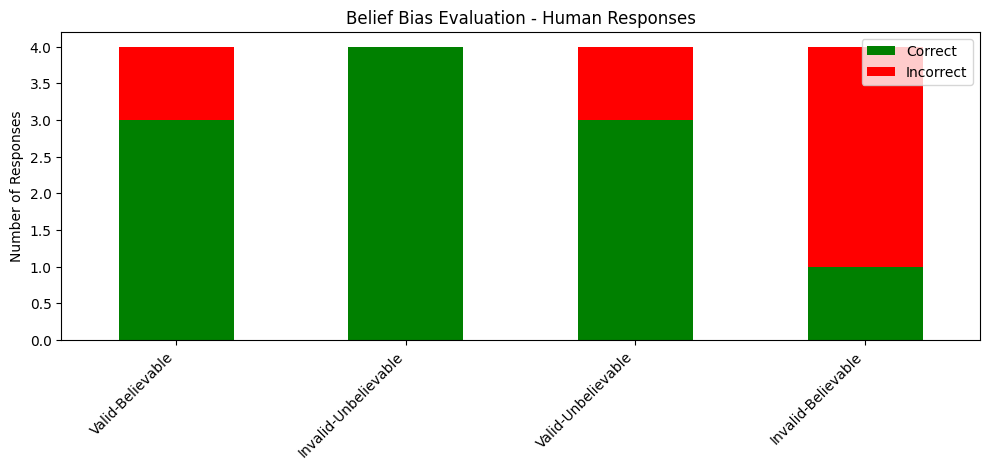 Belief Bias Evaluation - Human Responses
Correct
Incorrect
Number of Responses
4.0
3.5
3.0
2.5
2.0
1.5
1.0
0.5
0.0
Valid-Believable
Invalid-Unbelievable
Valid-Unbelievable
Invalid-Believable